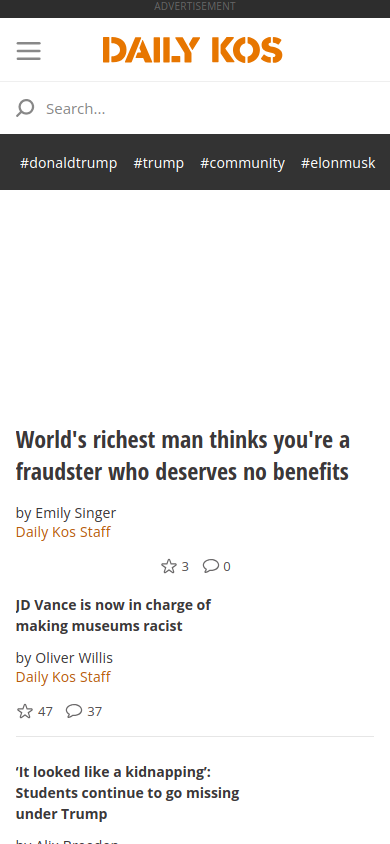 ADVERTISEMENT
DAILY KOS
Search...
#donaldtrump #trump #community #elonmusk
World's richest man thinks you're a
fraudster who deserves no benefits
by Emily Singer
Daily Kos Staff
3 0
JD Vance is now in charge of
making museums racist
by Oliver Willis
Daily Kos Staff
47 37
‘It looked like a kidnapping’:
Students continue to go missing
under Trump
by Alix Breeden